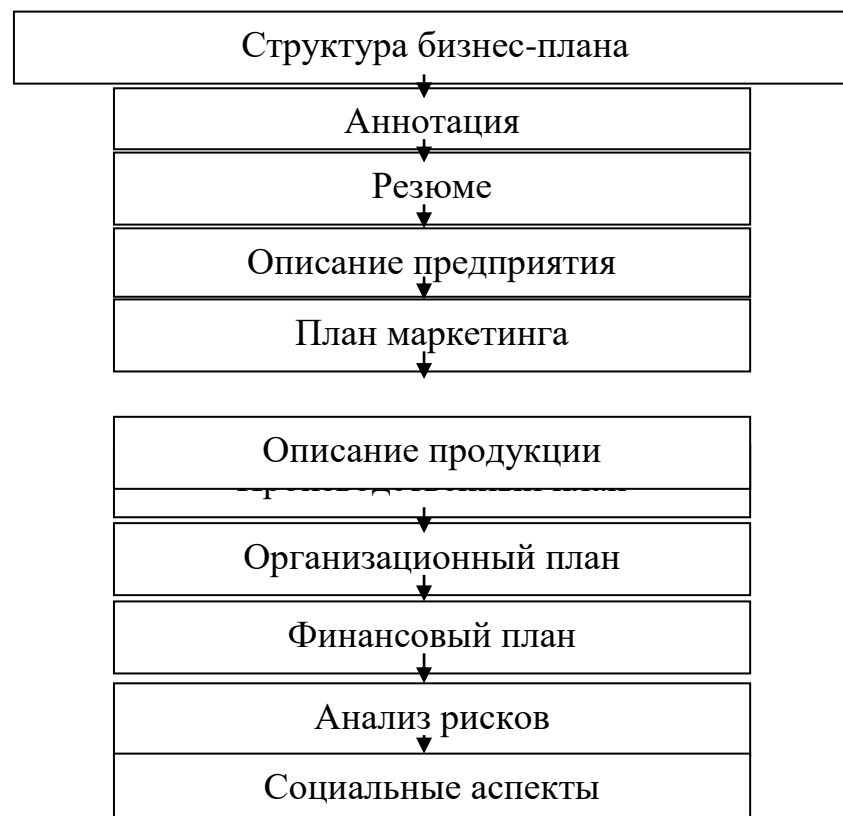 Структура бизнес-плана
Аннотация
Резюме
Описание предприятия
План маркетинга
Описание продукции
Организационный план
Финансовый план
Анализ рисков
Социальные аспекты